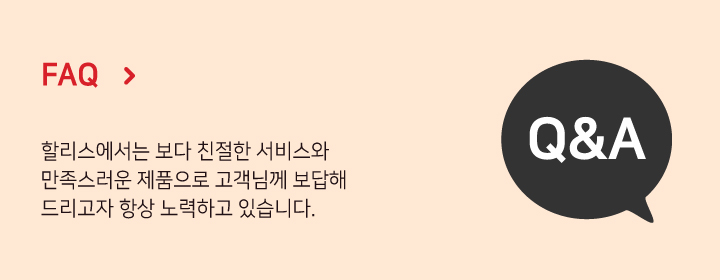 FAQ >
할리스에서는 보다 친절한 서비스와
만족스러운 제품으로 고객님께 보답해
드리고자 항상 노력하고 있습니다.
Q&A